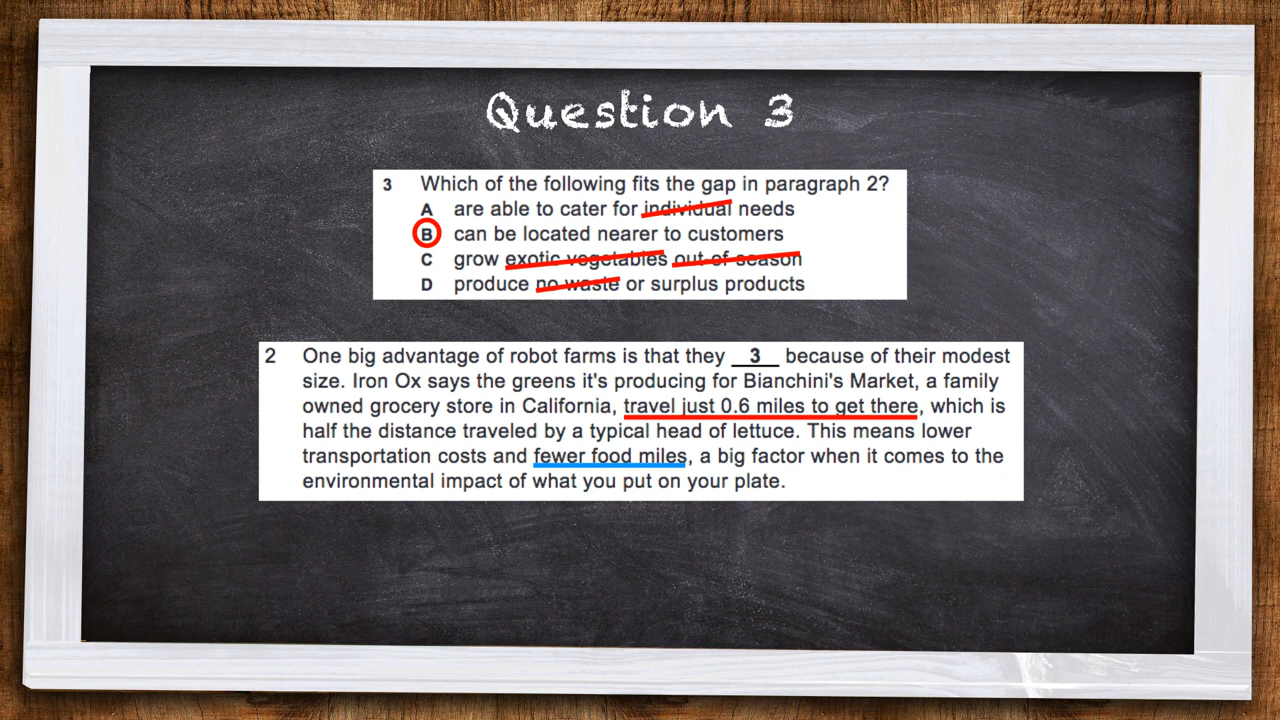 Question 3
3 Which of the following fits the gap in paragraph 2?
A are able to cater for individual needs
B can be located nearer to customers
C grow exotic vegetables out of season
D produce no waste or surplus products
2 One big advantage of robot farms is that they __3__ because of their modest
size. Iron Ox says the greens it's producing for Bianchini's Market, a family
owned grocery store in California, travel just 0.6 miles to get there, which is
half the distance traveled by a typical head of lettuce. This means lower
transportation costs and fewer food miles, a big factor when it comes to the
environmental impact of what you put on your plate.